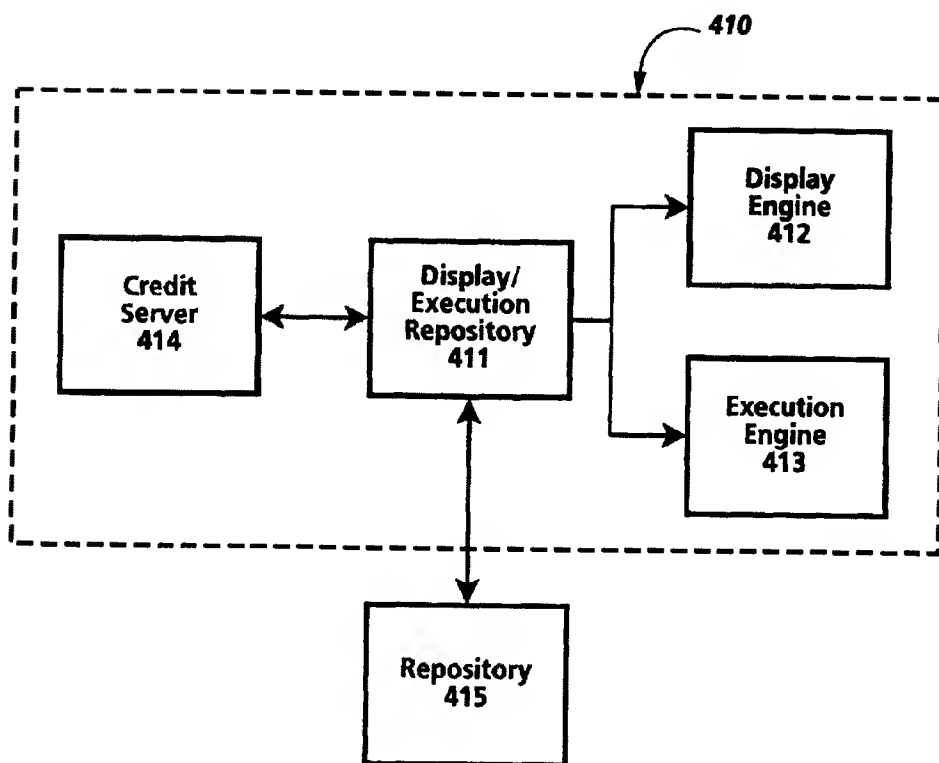 410
Display
Engine
412
Credit
Server
414
Display/
Execution
Repository
411
Execution
Engine
413
Repository
415